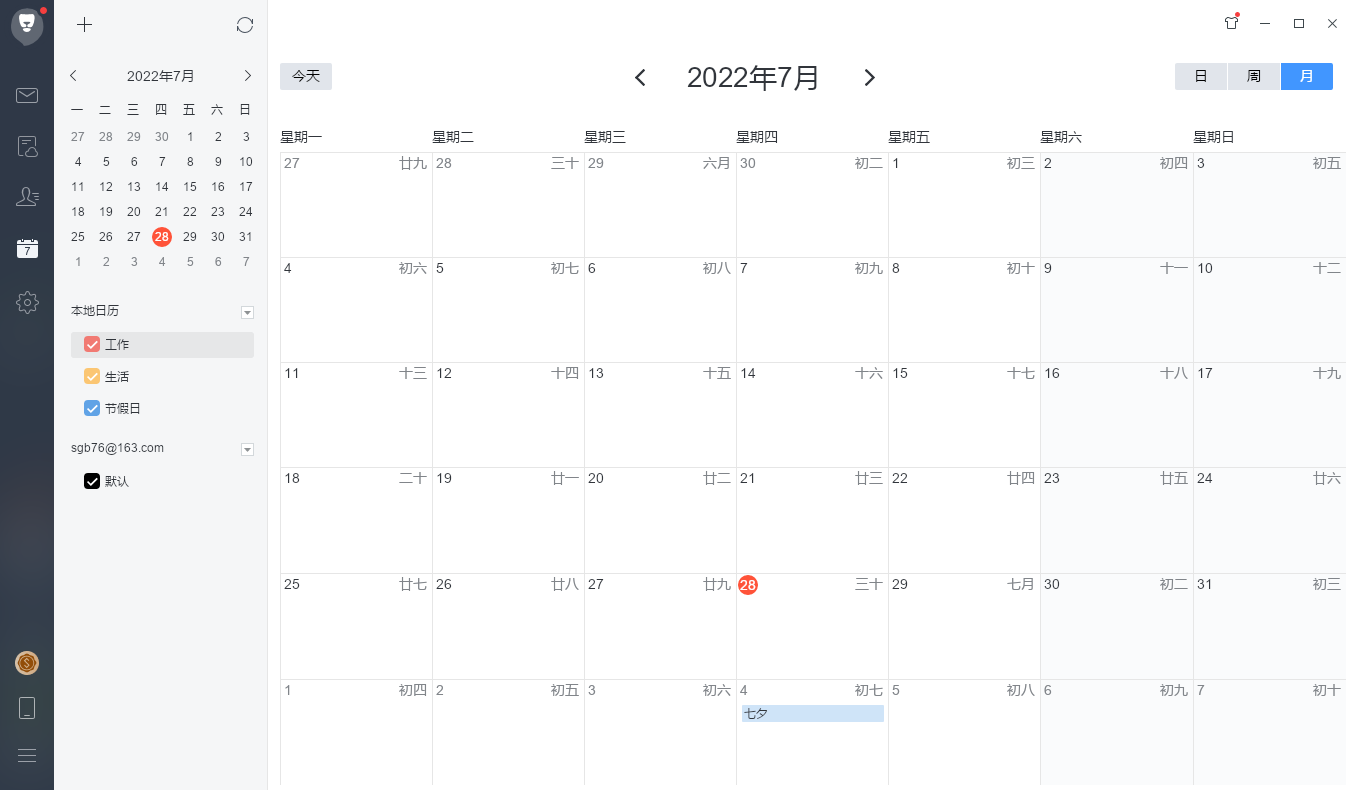 2022年7月
一 二 三 四 五 六 日
27 28 29 30 1 2 3
4 5 6 7 8 9 10
11 12 13 14 15 16 17
18 19 20 21 22 23 24
25 26 27 28 29 30 31
1 2 3 4 5 6 7
7
本地日历
工作
生活
节假日
sgb76@163.com
默认
今天
2022年7月
日 周 月
星期一 星期二 星期三 星期四 星期五 星期六 星期日
27 廿九 28 三十 29 六月 30 初二 1 初三 2 初四 3 初五
4 初六 5 初七 6 初八 7 初九 8 初十 9 十一 10 十二
11 十三 12 十四 13 十五 14 十六 15 十七 16 十八 17 十九
18 二十 19 廿一 20 廿二 21 廿三 22 廿四 23 廿五 24 廿六
25 廿七 26 廿八 27 廿九 28 三十 29 七月 30 初二 31 初三
1 初四 2 初五 3 初六 4 初七 5 初八 6 初九 7 初十
七夕